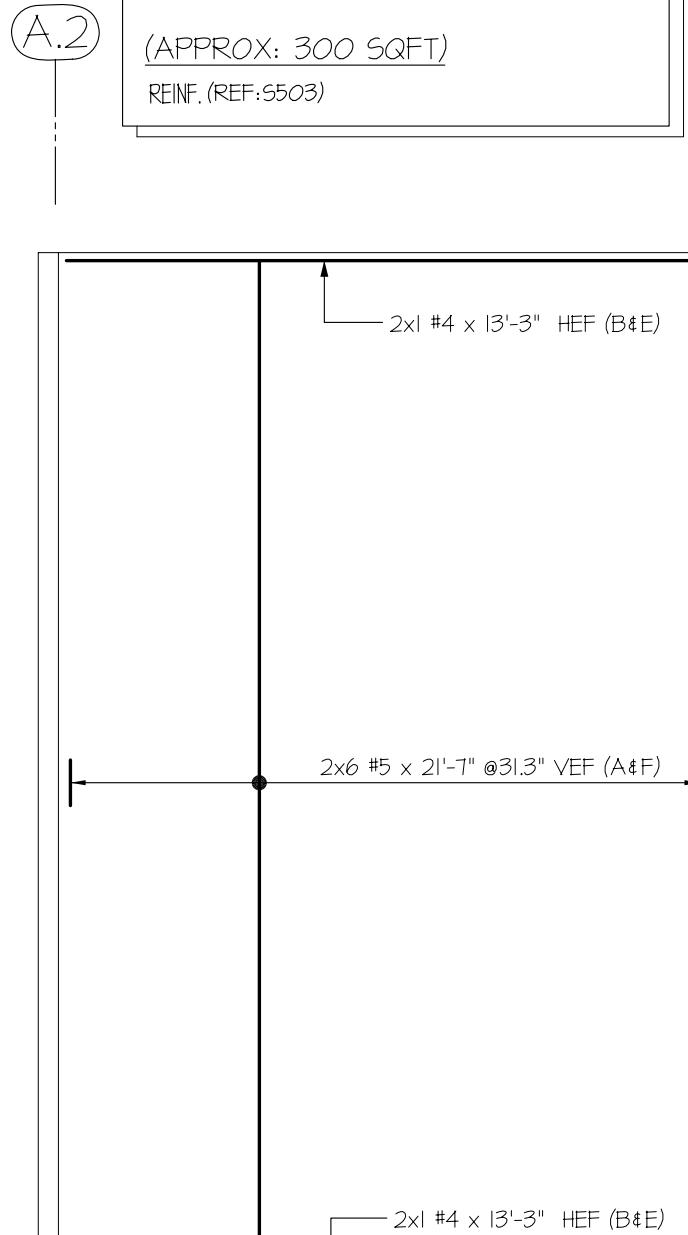 A.2
(APPROX: 300 SQFT)
REINF. (REF:S503)
2x1 #4 x 13'-3" HEF (B&E)
2x6 #5 x 21'-7" @31.3" VEF (A&F)
2x1 #4 x 13'-3" HEF (B&E)